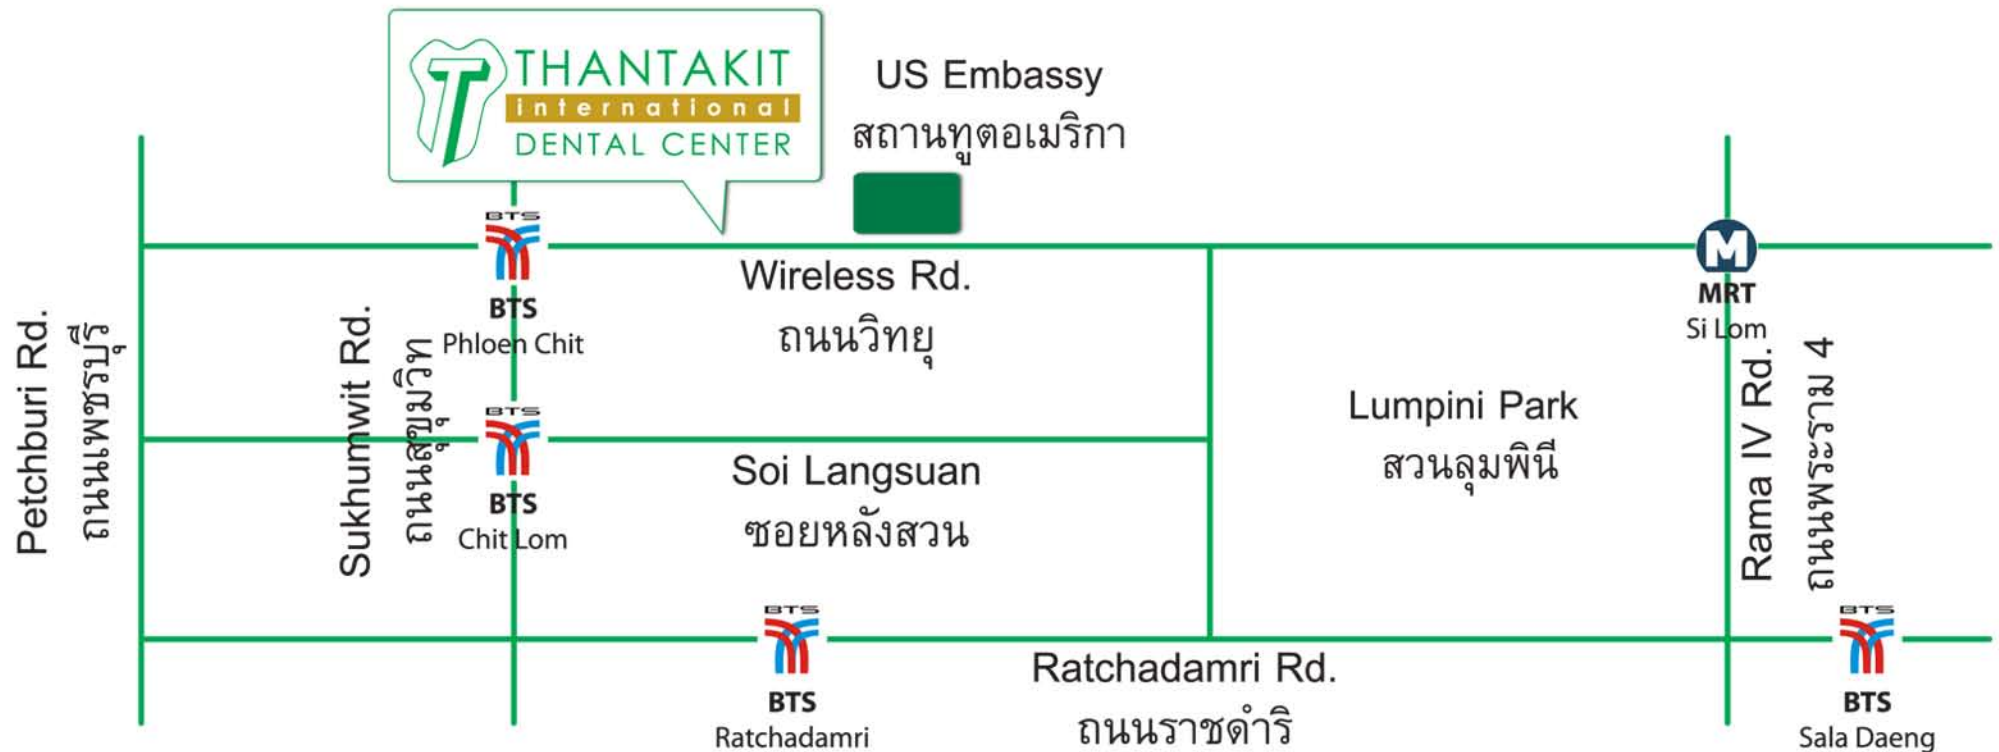 THANTAKIT
international
DENTAL CENTER
US Embassy
สถานทูตอเมริกา
BTS
BTS
Phloen Chit
Wireless Rd.
ถนนวิทยุ
M
MRT
Si Lom
Petchburi Rd.
ถนนเพชรบุรี
Sukhumwit Rd.
ถนนสุขุมวิท
BTS
BTS
Chit Lom
Soi Langsuan
ซอยหลังสวน
Lumpini Park
สวนลุมพินี
Rama IV Rd.
ถนนพระราม 4
BTS
BTS
Ratchadamri
Ratchadamri Rd.
ถนนราชดำริ
BTS
BTS
Sala Daeng